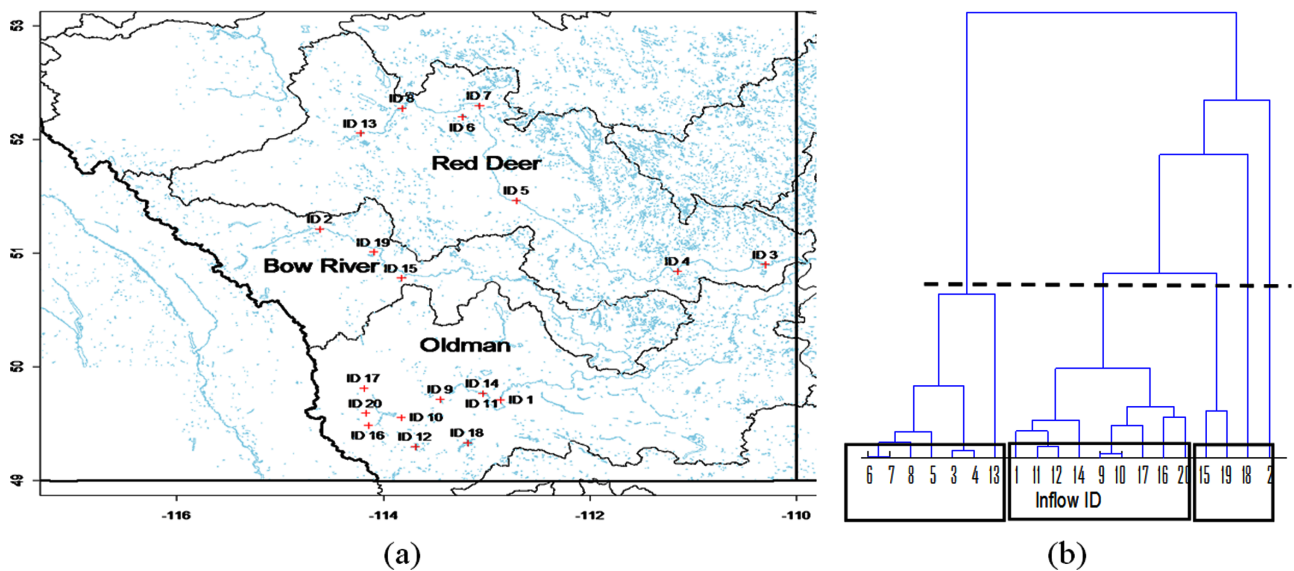 53
52
51
50
49
-116
-114
-112
-110
ID 8
ID 7
ID 13
ID 6
Red Deer
ID 5
ID 2
ID 19
Bow River
ID 15
ID 4
ID 3
Oldman
ID 17
ID 9
ID 14
ID 20
ID 11
ID 1
ID 10
ID 16
ID 12
ID 18
(a)
6 7 8 5 3 4 13 1 11 12 14 9 10 17 16 20 15 19 18 2
Inflow ID
(b)